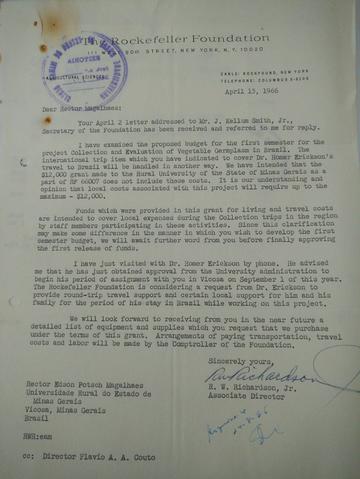 The Rockefeller Foundation
WEST 50TH STREET, NEW YORK, N.Y. 10020
AGRICULTURAL SCIENCES
CABLE: ROCKFOUND, NEW YORK
TELEPHONE: COLUMBUS 5-8100
April 13, 1966
Dear Rector Magalhaes:
Your April 2 letter addressed to Mr. J. Kellum Smith, Jr.,
Secretary of the Foundation has been received and referred to me for reply.
I have examined the proposed budget for the first semester for the
project Collection and Evaluation of Vegetable Germplasm in Brazil. The
international trip item which you have indicated to cover Dr. Homer Erickson's
travel to Brazil will be handled in another way. We have intended that the
$12,000 grant made to the Rural University of the State of Minas Gerais as a
part of RF 66007 does not include these costs. It is our understanding and
opinion that local costs associated with this project will require up to the
maximum - $12,000.
Funds which were provided in this grant for living and travel costs
are intended to cover local expenses during the Collection trips in the region
by staff members participating in these activities. Since this clarification
may make some difference in the manner in which you wish to develop the first
semester budget, we will await further word from you before finally approving
the first release of funds.
I have just visited with Dr. Homer Erickson by phone. He advised
me that he has just obtained approval from the University administration to
begin his period of assignment with you in Vicosa on September 1 of this year.
The Rockefeller Foundation is considering a request from Dr. Erickson to
provide round-trip travel support and certain local support for him and his
family for the period of his stay in Brazil while working on this project.
We will look forward to receiving from you in the near future a
detailed list of equipment and supplies which you request that we purchase
under the terms of this grant. Arrangements of paying transportation, travel
costs and labor will be made by the Comptroller of the Foundation.
Sincerely yours,
R. W. Richardson, Jr.
Associate Director
Rector Edson Potsch Magalhaes
Universidade Rural do Estado de
Minas Gerais
Vicosa, Minas Gerais
Brazil
RWR:eam
cc: Director Flavio A. A. Couto